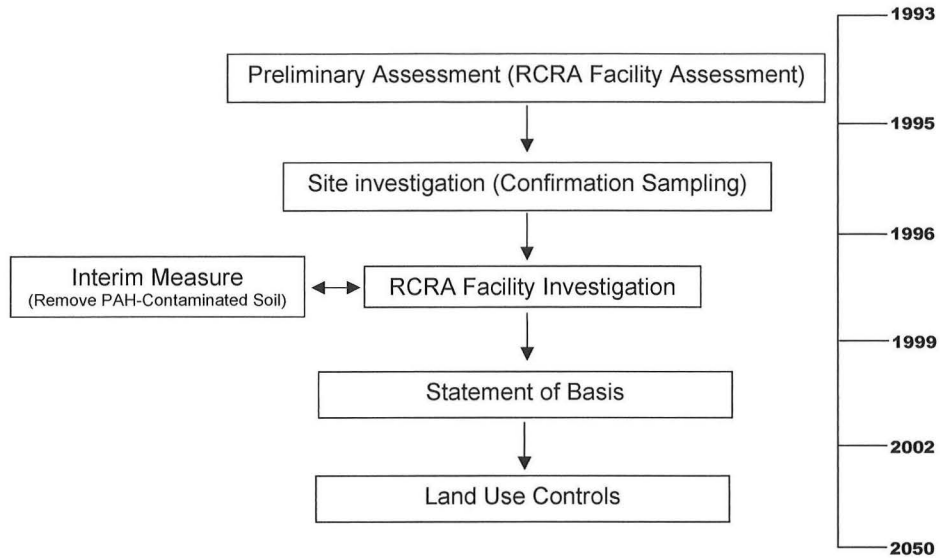 1993
Preliminary Assessment (RCRA Facility Assessment)
1995
Site investigation (Confirmation Sampling)
1996
Interim Measure
(Remove PAH-Contaminated Soil)
RCRA Facility Investigation
1999
Statement of Basis
2002
Land Use Controls
2050